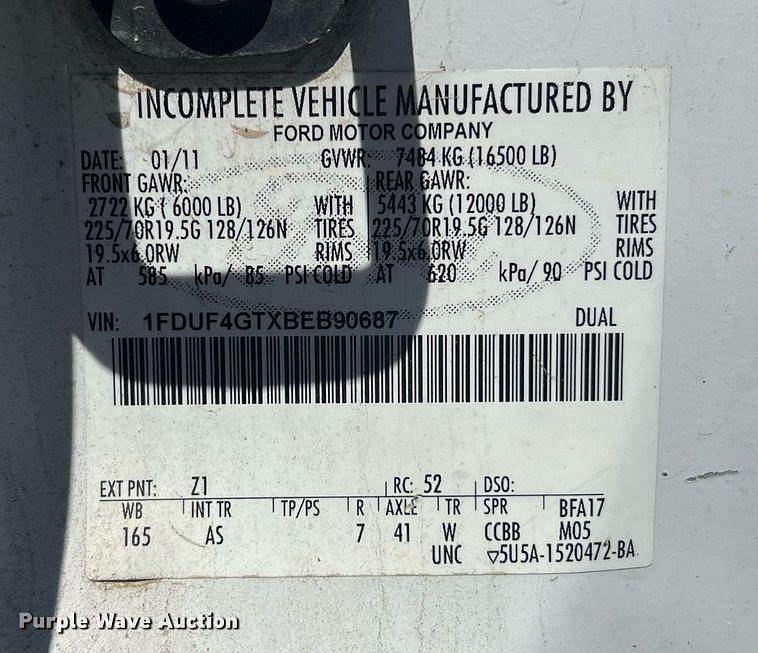 INCOMPLETE VEHICLE MANUFACTURED BY
FORD MOTOR COMPANY
DATE: 01/11 GVWR: 7484 KG (16500 LB)
FRONT GAWR: REAR GAWR:
2722 KG ( 6000 LB) WITH 5443 KG (12000 LB) WITH
225/70R19.5G 128/126N TIRES 225/70R19.5G 128/126N TIRES
19.5x6.0RW RIMS 19.5x6.0RW RIMS
AT 585 kPa/ 85 PSI COLD AT 620 kPa/ 90 PSI COLD
VIN: 1FDUF4GTXBEB90687 DUAL
EXT PNT: Z1 RC: 52 DSO:
WB INT TR TP/PS R AXLE TR SPR BFA17
165 AS 7 41 W CCBB M05
UNC ▽5U5A-1520472-BA
Purple Wave Auction